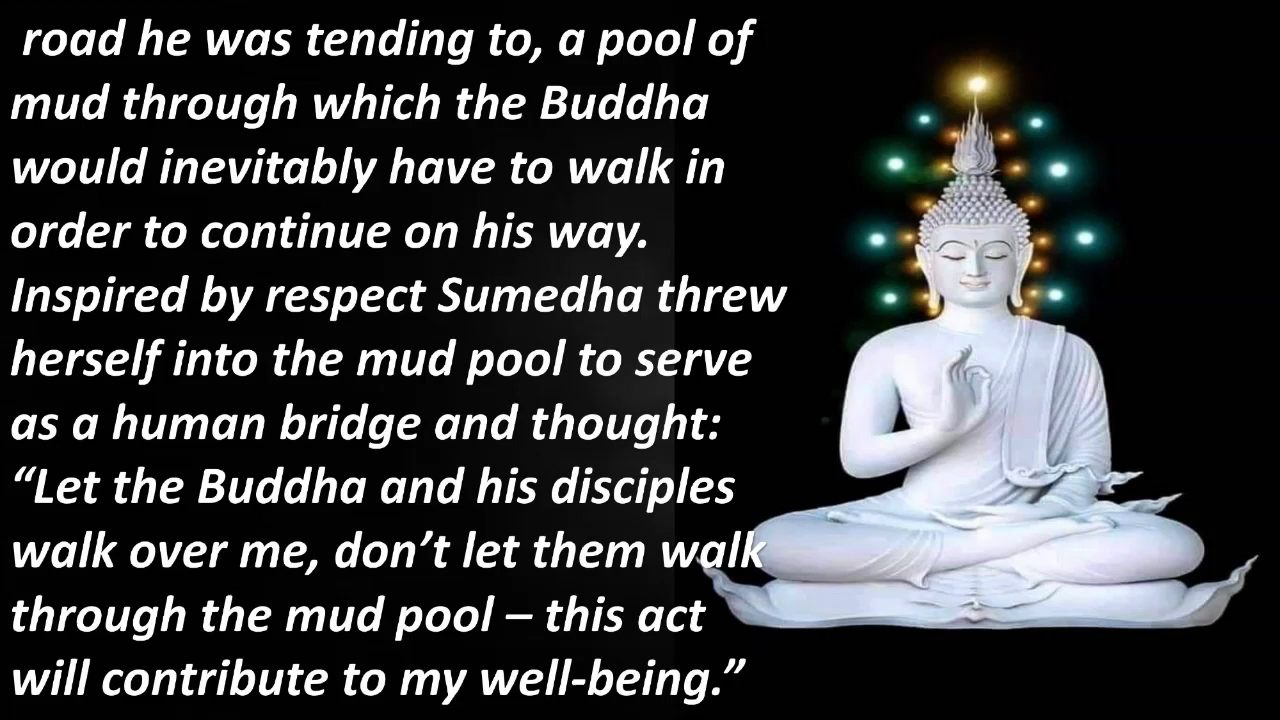 road he was tending to, a pool of
mud through which the Buddha
would inevitably have to walk in
order to continue on his way.
Inspired by respect Sumedha threw
herself into the mud pool to serve
as a human bridge and thought:
“Let the Buddha and his disciples
walk over me, don’t let them walk
through the mud pool – this act
will contribute to my well-being.”